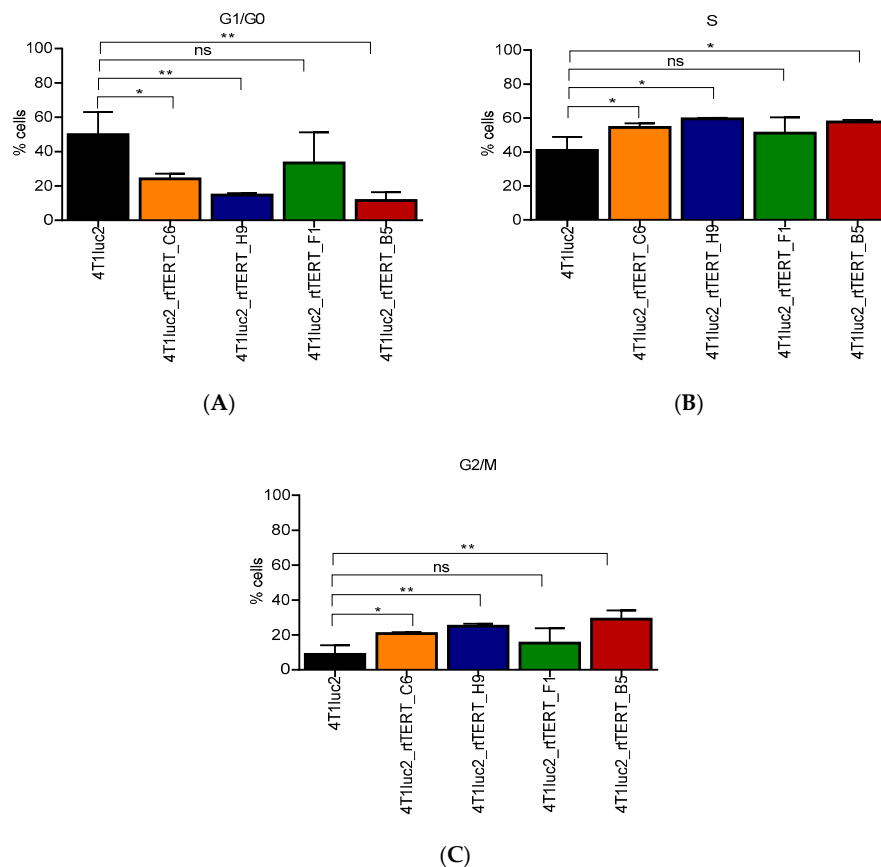 G1/G0
**
ns
**
*
100
80
60
40
20
0
% cells
4T1luc2
4T1luc2_rtTERT_C6
4T1luc2_rtTERT_H9
4T1luc2_rtTERT_F1
4T1luc2_rtTERT_B5
(A)
S
*
ns
*
*
100
80
60
40
20
0
% cells
4T1luc2
4T1luc2_rtTERT_C6
4T1luc2_rtTERT_H9
4T1luc2_rtTERT_F1
4T1luc2_rtTERT_B5
(B)
G2/M
**
ns
**
*
100
80
60
40
20
0
% cells
4T1luc2
4T1luc2_rtTERT_C6
4T1luc2_rtTERT_H9
4T1luc2_rtTERT_F1
4T1luc2_rtTERT_B5
(C)